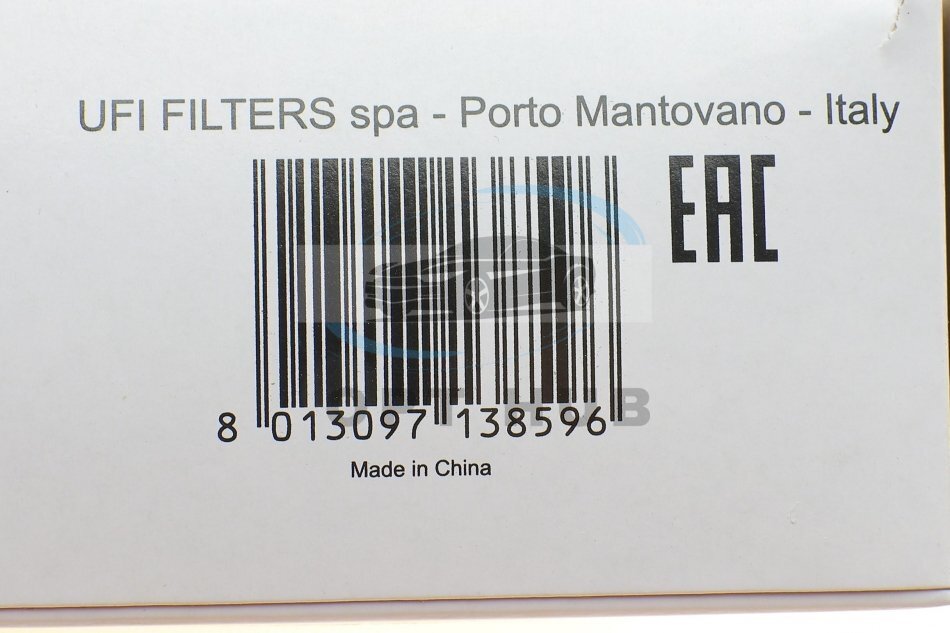 UFI FILTERS spa - Porto Mantovano - Italy
EAC
8 013097 138596
Made in China